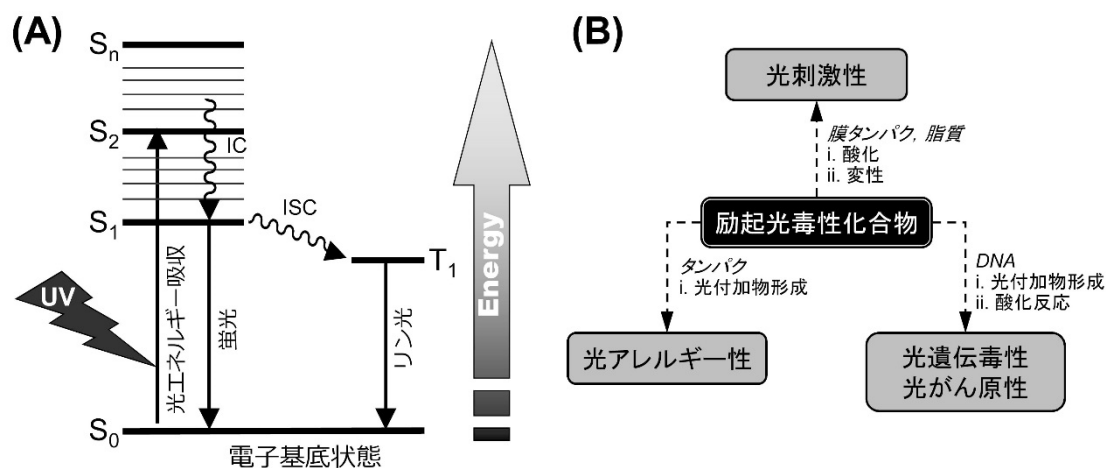 (A)
Sn
S2
IC
S1
ISC
T1
UV
光エネルギー吸収
蛍光
リン光
Energy
S0
電子基底状態
(B)
光刺激性
膜タンパク, 脂質
i. 酸化
ii. 変性
励起光毒性化合物
タンパク
i. 光付加物形成
DNA
i. 光付加物形成
ii. 酸化反応
光アレルギー性
光遺伝毒性
光がん原性